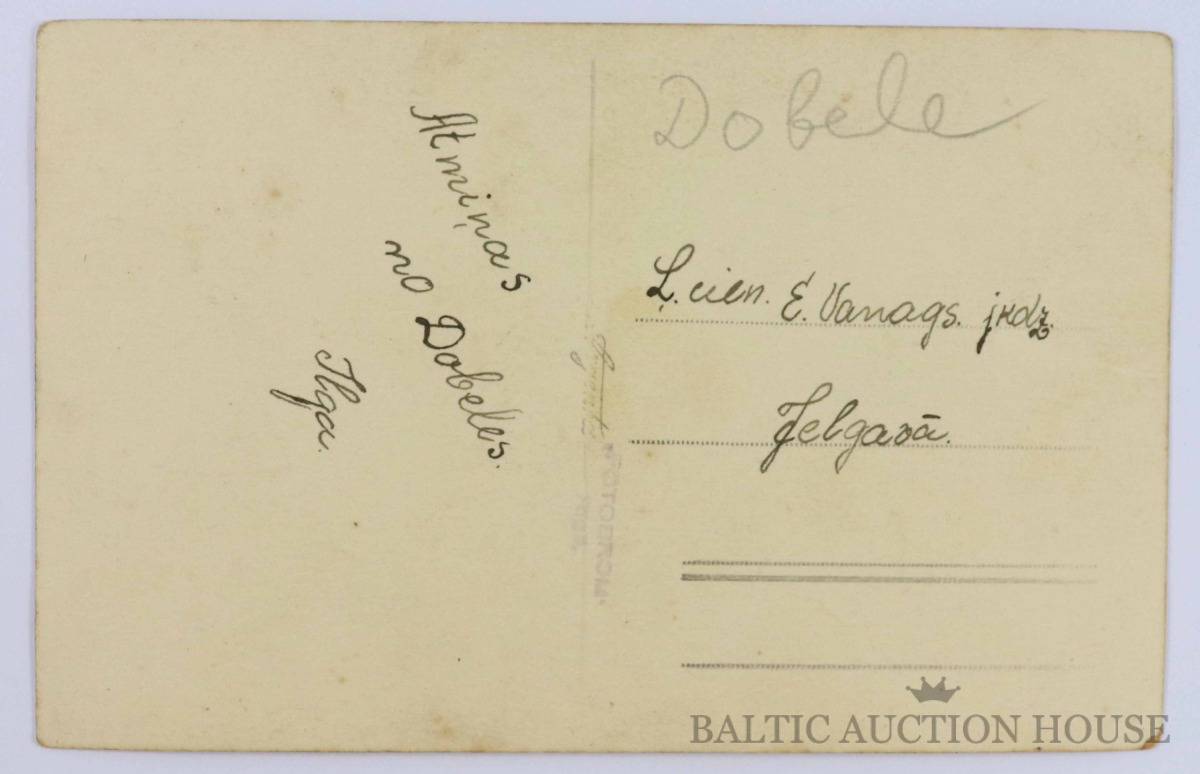 Atmiņas
no Dobeles.
Ilga.
Dobele
Ļ. cien. E. Vanags. jkdz.
Jelgavā.
BALTIC AUCTION HOUSE